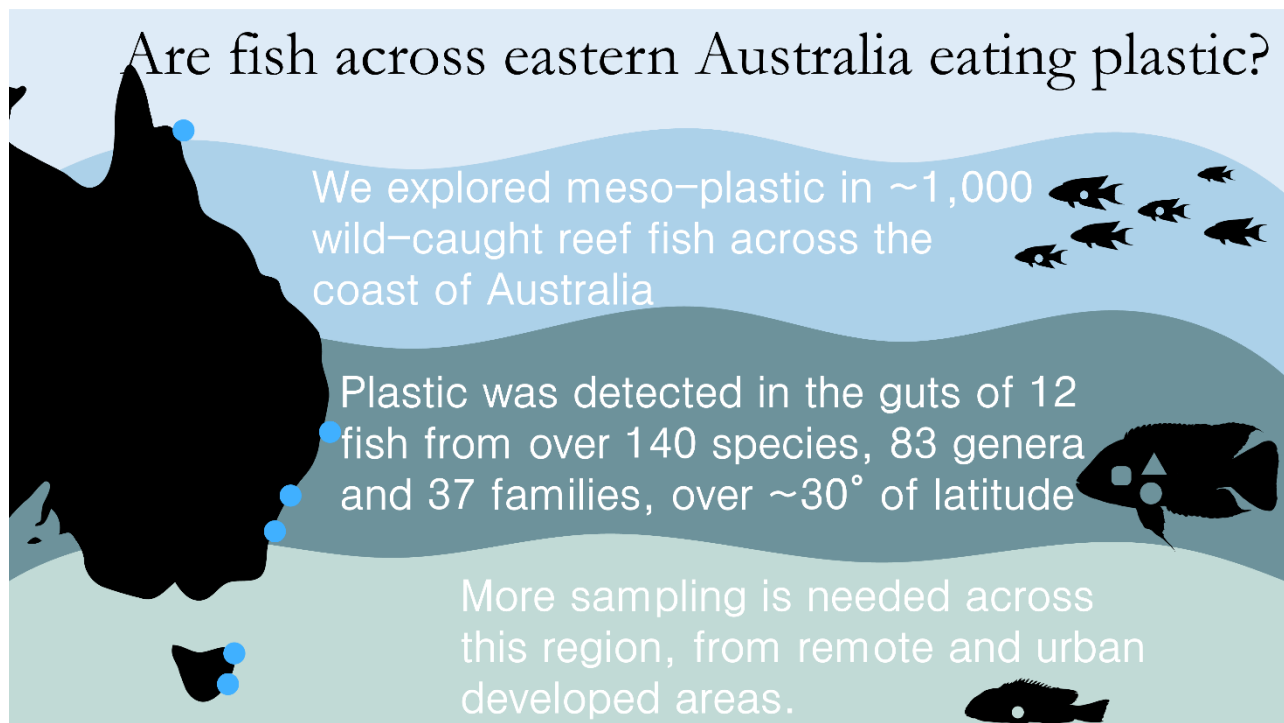 Are fish across eastern Australia eating plastic?
We explored meso-plastic in ~1,000
wild-caught reef fish across the
coast of Australia
Plastic was detected in the guts of 12
fish from over 140 species, 83 genera
and 37 families, over ~30° of latitude
More sampling is needed across
this region, from remote and urban
developed areas.